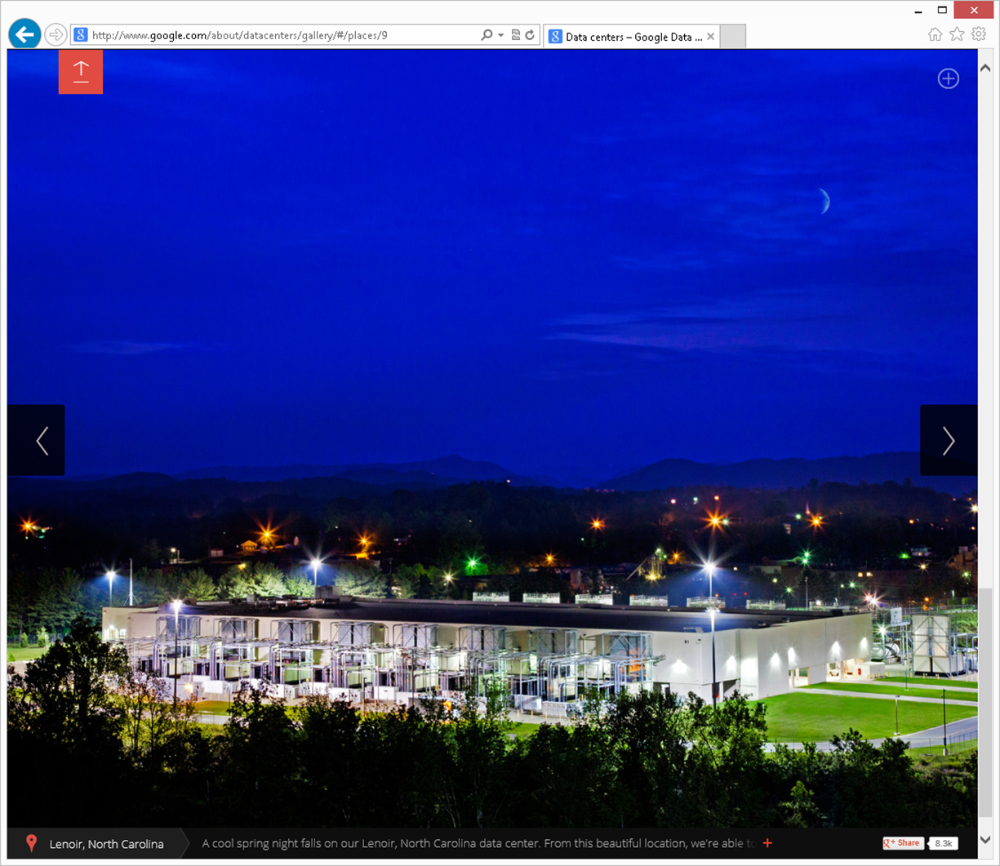 http://www.google.com/about/datacenters/gallery/#/places/9
Data centers – Google Data ...
Lenoir, North Carolina
A cool spring night falls on our Lenoir, North Carolina data center. From this beautiful location, we're able to
g+ Share
8.3k